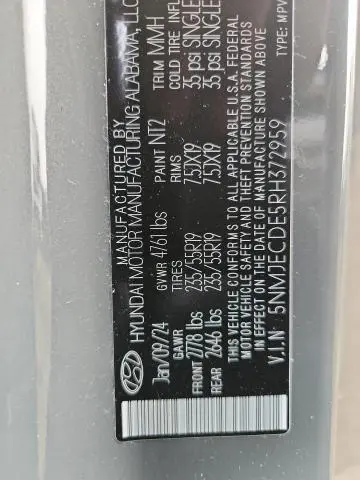 MANUFACTURED BY
HYUNDAI MOTOR MANUFACTURING ALABAMA, LLC
Jan/09/24 GVWR 4761 lbs PAINT NT2 TRIM MMH
GAWR TIRES RIMS COLD TIRE INFL
FRONT 2778 lbs 235/55R19 7.5JX19 35 psi SINGLE
REAR 2646 lbs 235/55R19 7.5JX19 35 psi SINGLE
THIS VEHICLE CONFORMS TO ALL APPLICABLE U.S.A. FEDERAL
MOTOR VEHICLE SAFETY AND THEFT PREVENTION STANDARDS
IN EFFECT ON THE DATE OF MANUFACTURE SHOWN ABOVE
V.I.N: 5NMJECDE5RH372959 TYPE: MPV